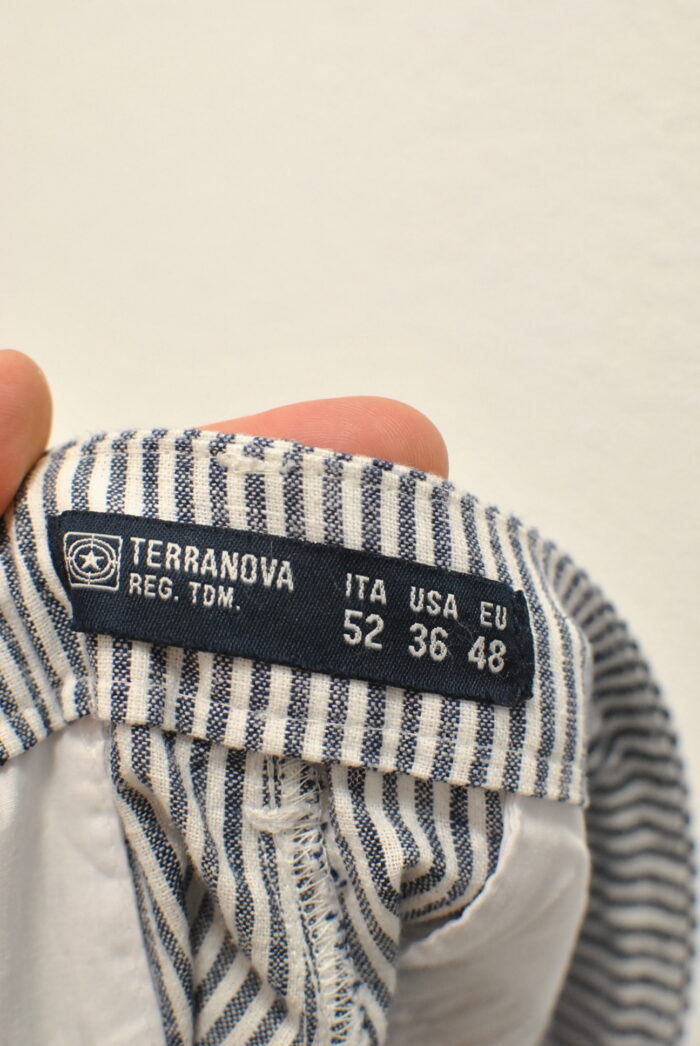 TERRANOVA
REG. TDM.
ITA USA EU
52 36 48